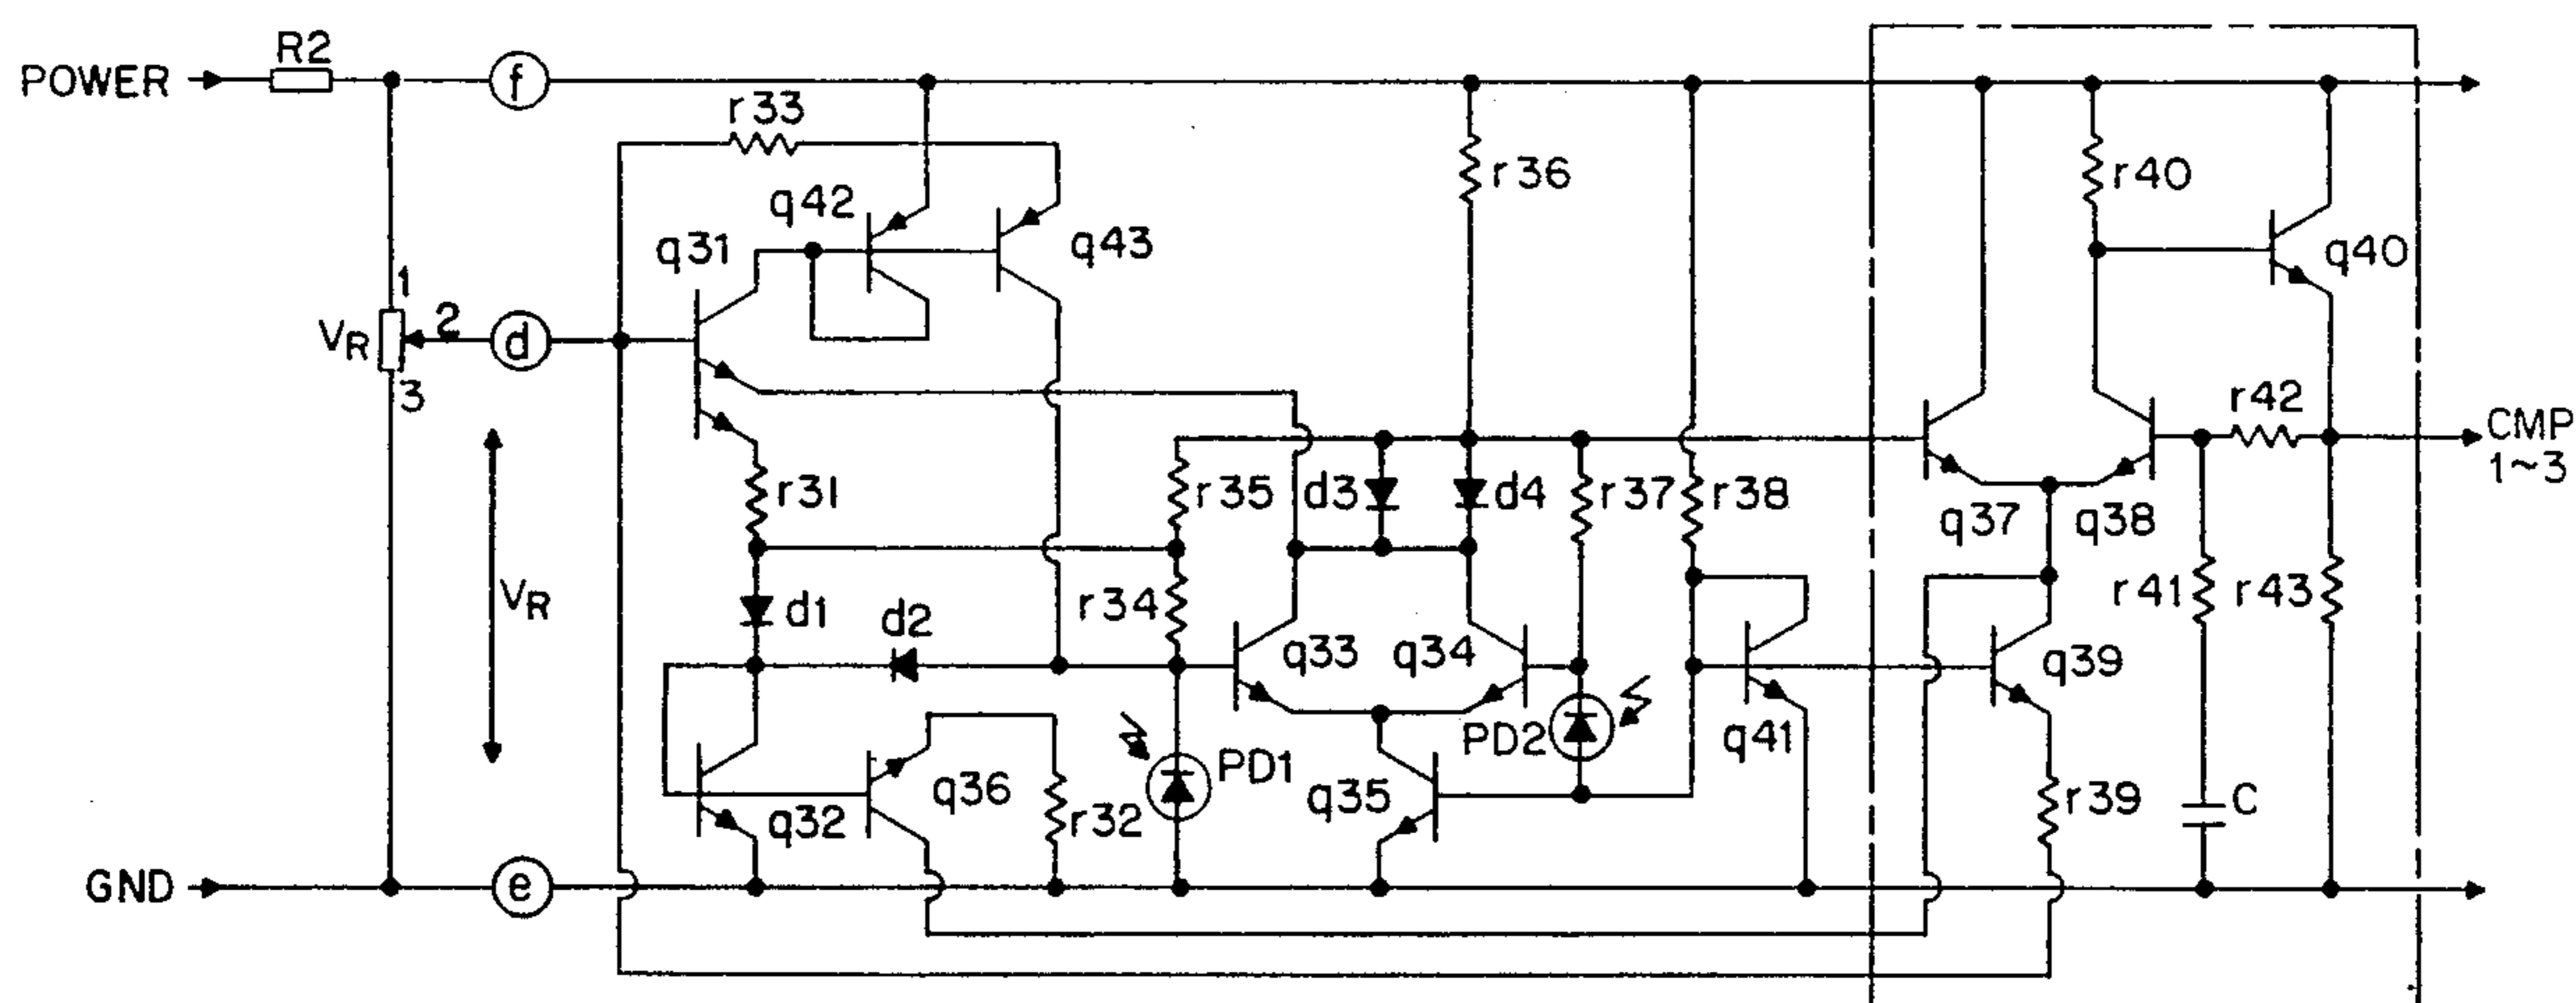 POWER
R2
f
r33
r36
r40
q42
q31
q43
q40
1
VR
2
d
3
r42
CMP
1~3
VR
r31
r35
d3
d4
r37
r38
q37
q38
d1
d2
r34
r41
r43
q33
q34
q39
PD1
PD2
q41
q36
q32
r32
q35
r39
C
GND
e